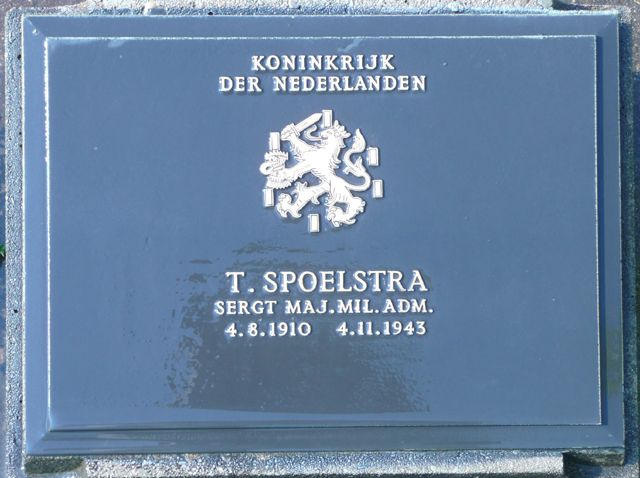 KONINKRIJK
DER NEDERLANDEN
T. SPOELSTRA
SERGT MAJ. MIL. ADM.
4.8.1910 4.11.1943